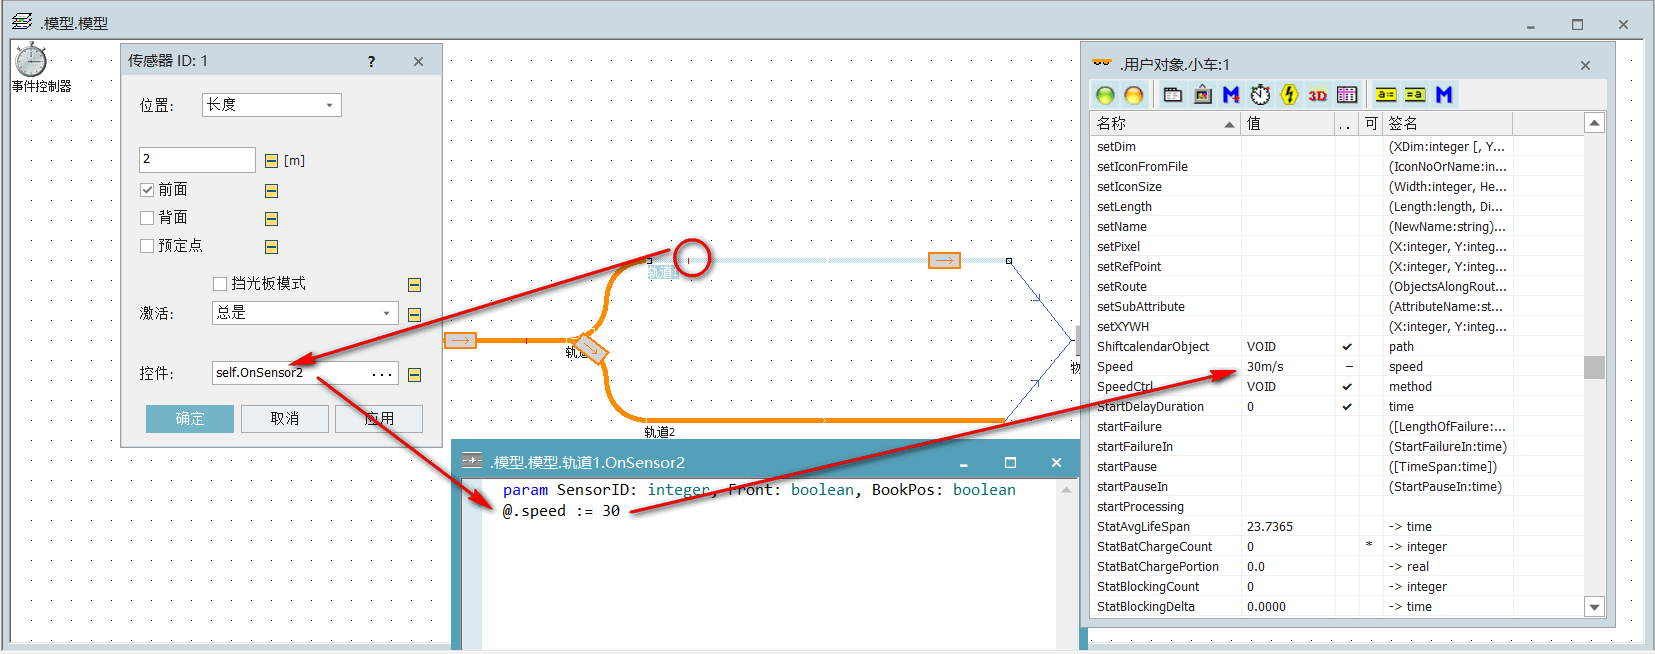 .模型.模型
事件控制器
传感器 ID: 1
?
位置:
长度
2
[m]
前面
背面
预定点
挡光板模式
激活:
总是
控件:
self.OnSensor2
...
确定
取消
应用
轨道1
轨道2
.模型.模型.轨道1.OnSensor2
param SensorID: integer, Front: boolean, BookPos: boolean
@.speed := 30
.用户对象.小车:1
M 3D a:= =a M
名称 值 .. 可 签名
setDim (XDim:integer [, Y...
setIconFromFile (IconNoOrName:in...
setIconSize (Width:integer, He...
setLength (Length:length, Di...
setName (NewName:string)...
setPixel (X:integer, Y:integ...
setRefPoint (X:integer, Y:integ...
setRoute (ObjectsAlongRout...
setSubAttribute (AttributeName:st...
setXYWH (X:integer, Y:integ...
ShiftcalendarObject VOID path
Speed 30m/s – speed
SpeedCtrl VOID method
StartDelayDuration 0 time
startFailure ([LengthOfFailure:...
startFailureIn (StartFailureIn:time)
startPause ([TimeSpan:time])
startPauseIn (StartPauseIn:time)
startProcessing
StatAvgLifeSpan 23.7365 -> time
StatBatChargeCount 0 * -> integer
StatBatChargePortion 0.0 -> real
StatBlockingCount 0 -> integer
StatBlockingDelta 0.0000 -> time